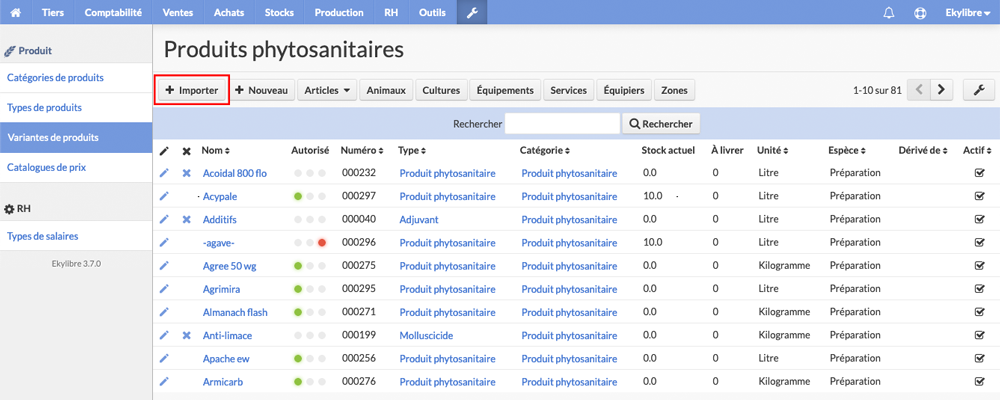 Tiers Comptabilité Ventes Achats Stocks Production RH Outils Ekylibre
Produit
Catégories de produits
Types de produits
Variantes de produits
Catalogues de prix
RH
Types de salaires
Ekylibre 3.7.0
Produits phytosanitaires
Importer Nouveau Articles Animaux Cultures Équipements Services Équipiers Zones 1-10 sur 81
Rechercher Rechercher
Nom Autorisé Numéro Type Catégorie Stock actuel À livrer Unité Espèce Dérivé de Actif
Acoidal 800 flo 000232 Produit phytosanitaire Produit phytosanitaire 0.0 0 Litre Préparation
Acypale 000297 Produit phytosanitaire Produit phytosanitaire 10.0 0 Litre Préparation
Additifs 000040 Adjuvant Produit phytosanitaire 0.0 0 Litre Préparation
-agave- 000296 Produit phytosanitaire Produit phytosanitaire 10.0 0 Litre Préparation
Agree 50 wg 000275 Produit phytosanitaire Produit phytosanitaire 0.0 0 Kilogramme Préparation
Agrimira 000295 Produit phytosanitaire Produit phytosanitaire 0.0 0 Litre Préparation
Almanach flash 000271 Produit phytosanitaire Produit phytosanitaire 0.0 0 Kilogramme Préparation
Anti-limace 000199 Molluscicide Produit phytosanitaire 0.0 0 Kilogramme Préparation
Apache ew 000256 Produit phytosanitaire Produit phytosanitaire 0.0 0 Litre Préparation
Armicarb 000276 Produit phytosanitaire Produit phytosanitaire 0.0 0 Kilogramme Préparation